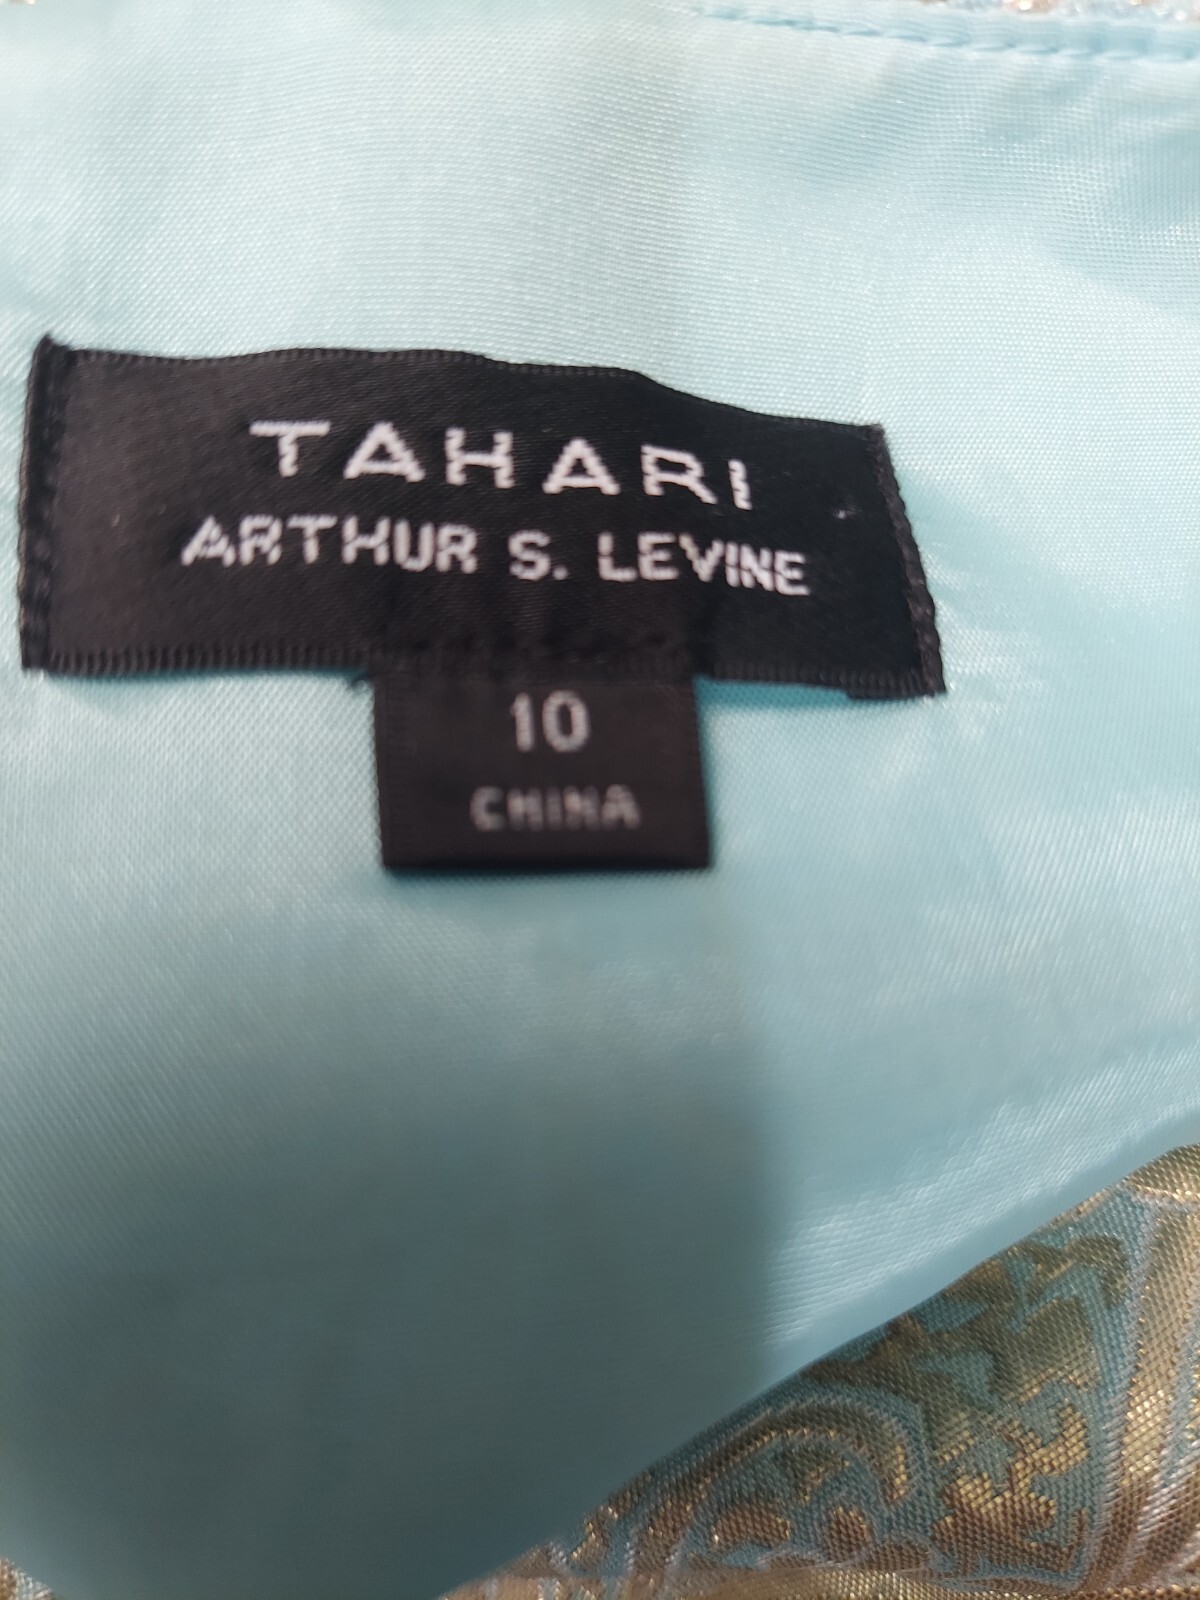 TAHARI
ARTHUR S. LEVINE
10
CHINA